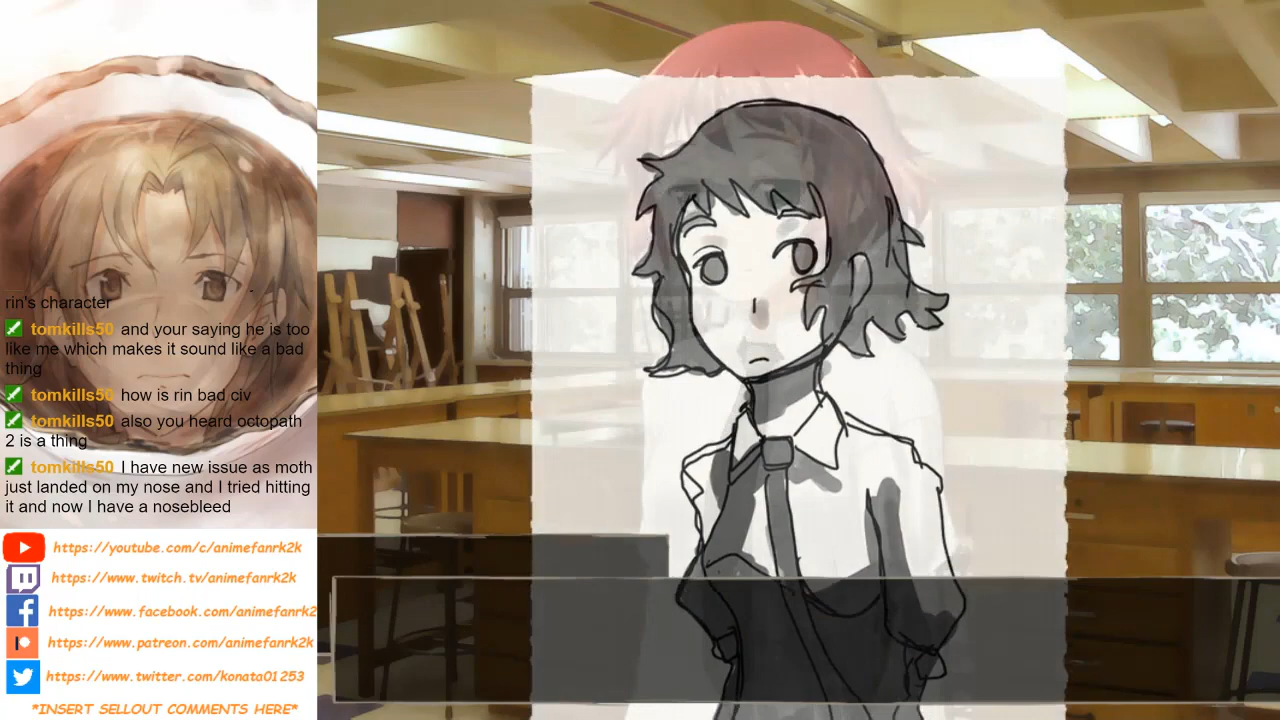 rin's character
tomkills50 and your saying he is too
like me which makes it sound like a bad
thing
tomkills50 how is rin bad civ
tomkills50 also you heard octopath
2 is a thing
tomkills50 I have new issue as moth
just landed on my nose and I tried hitting
it and now I have a nosebleed
https://youtube.com/c/animefanrk2k
https://www.twitch.tv/animefanrk2k
https://www.facebook.com/animefanrk2
https://www.patreon.com/animefanrk2k
https://www.twitter.com/konata01253
*INSERT SELLOUT COMMENTS HERE*